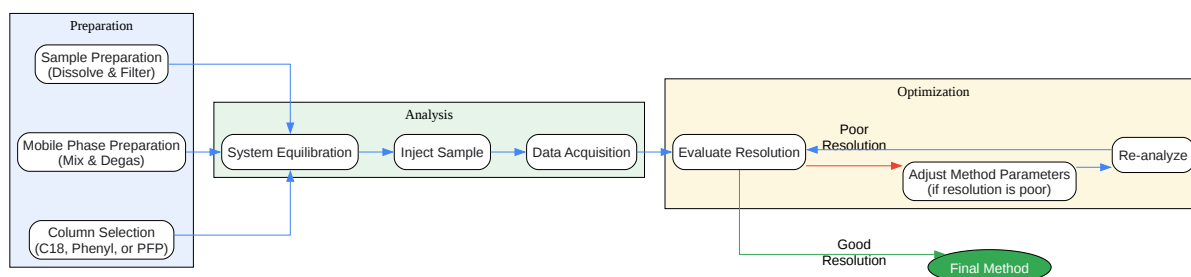 Preparation
Sample Preparation
(Dissolve & Filter)
Mobile Phase Preparation
(Mix & Degas)
Column Selection
(C18, Phenyl, or PFP)
Analysis
System Equilibration
Inject Sample
Data Acquisition
Optimization
Evaluate Resolution
Poor
Resolution
Adjust Method Parameters
(if resolution is poor)
Re-analyze
Good
Resolution
Final Method